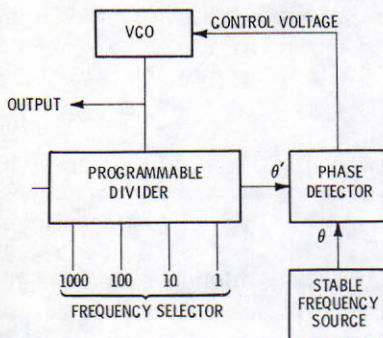 VCO
CONTROL VOLTAGE
OUTPUT
PROGRAMMABLE
DIVIDER
θ'
PHASE
DETECTOR
θ
1000 100 10 1
FREQUENCY SELECTOR
STABLE
FREQUENCY
SOURCE